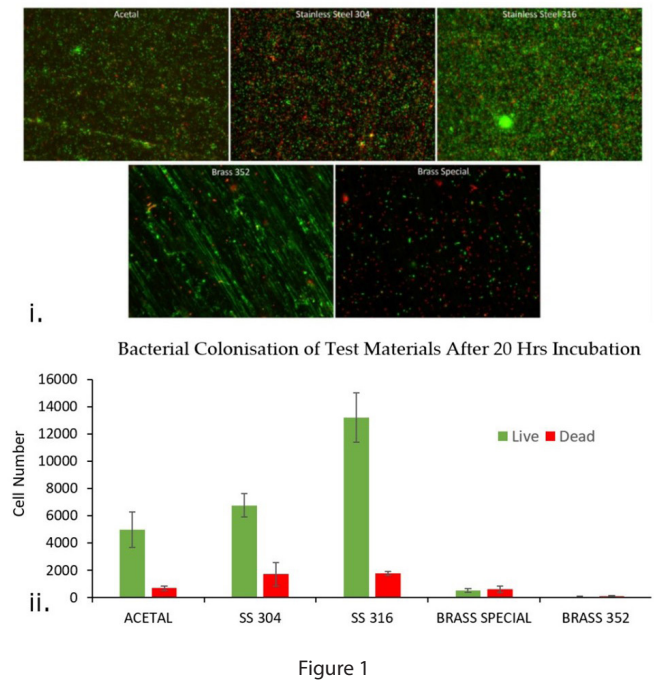 Acetal
Stainless Steel 304
Stainless Steel 316
Brass 352
Brass Special
i.
Bacterial Colonisation of Test Materials After 20 Hrs Incubation
16000
14000
12000
10000
8000
6000
4000
2000
0
Cell Number
Live
Dead
ii.
ACETAL
SS 304
SS 316
BRASS SPECIAL
BRASS 352
Figure 1